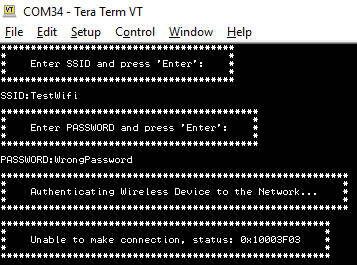 COM34 - Tera Term VT
File Edit Setup Control Window Help
*****************************
* Enter SSID and press 'Enter': *
*****************************
SSID:TestWifi
********************************
* Enter PASSWORD and press 'Enter': *
********************************
PASSWORD:WrongPassword
*******************************************
* Authenticating Wireless Device to the Network... *
*******************************************
*****************************************
* Unable to make connection, status: 0x10003F03 *
*****************************************